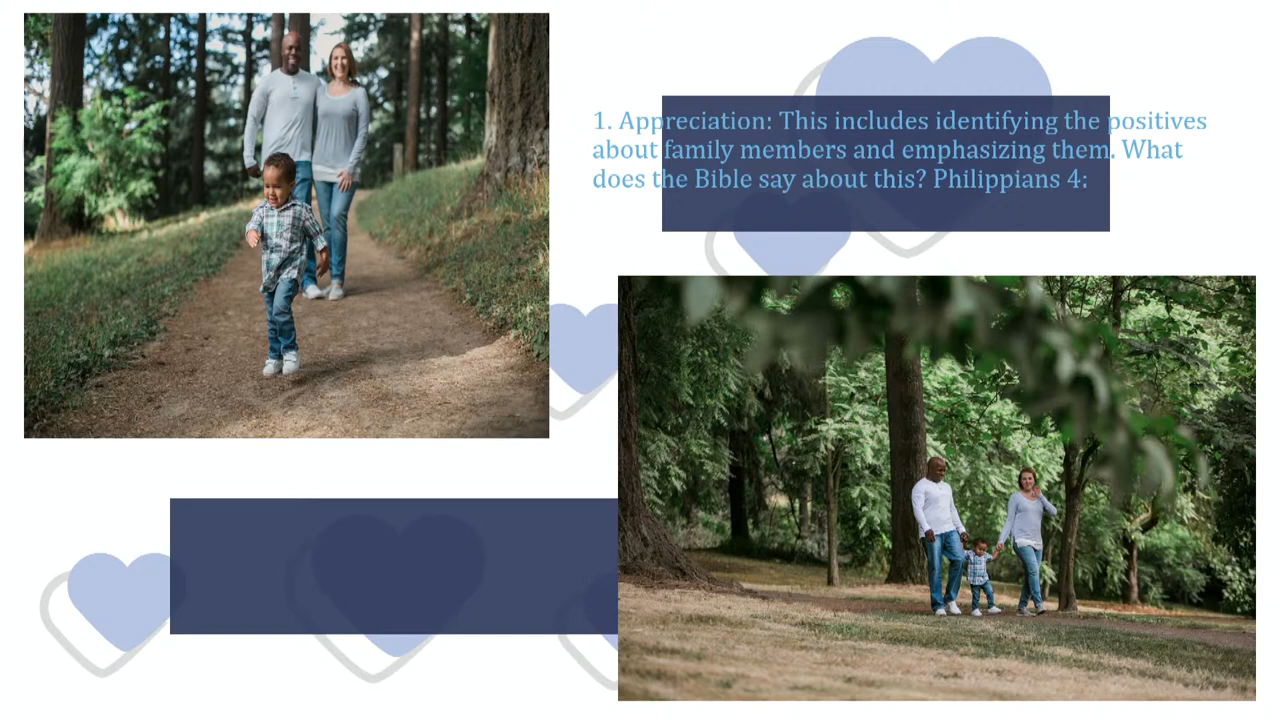 1. Appreciation: This includes identifying the positives
about family members and emphasizing them. What
does the Bible say about this? Philippians 4: